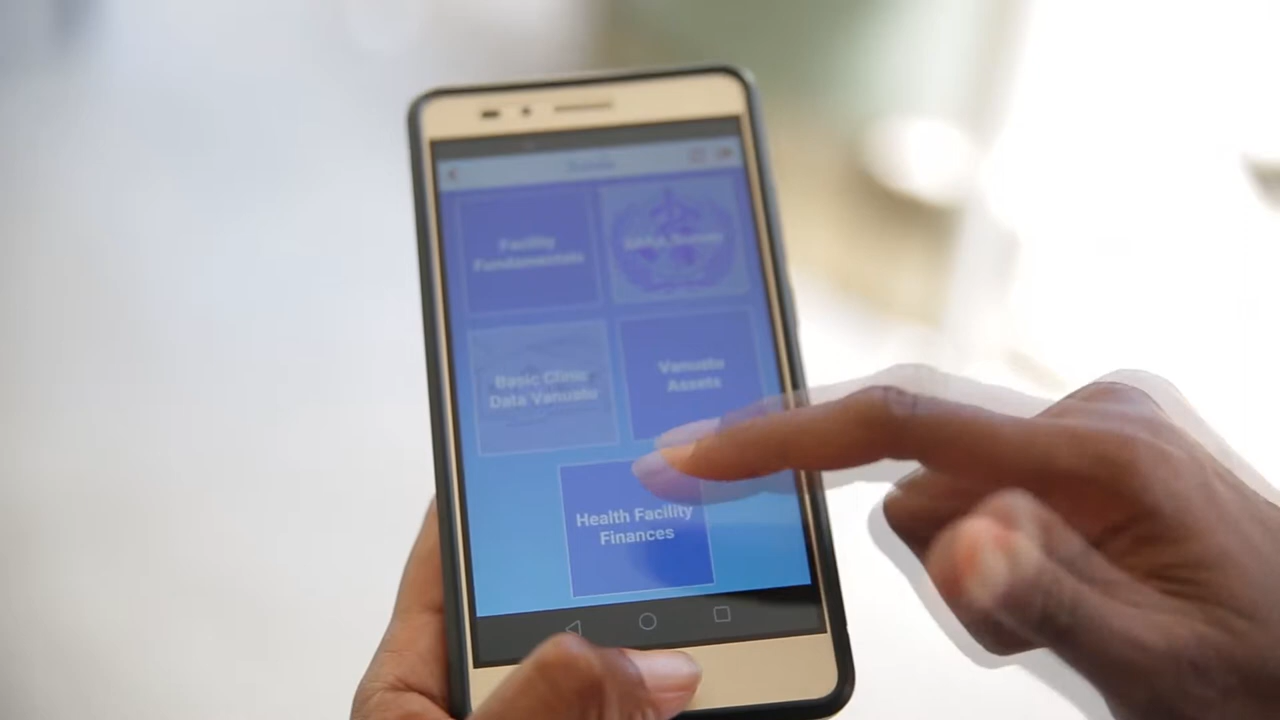 Facility
Fundamentals
Basic Clinic
Data Vanuatu
Vanuatu
Assets
Health Facility
Finances